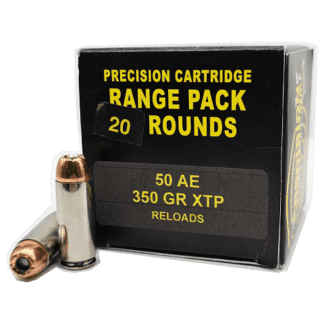 PRECISION CARTRIDGE
RANGE PACK
20 ROUNDS
50 AE
350 GR XTP
RELOADS